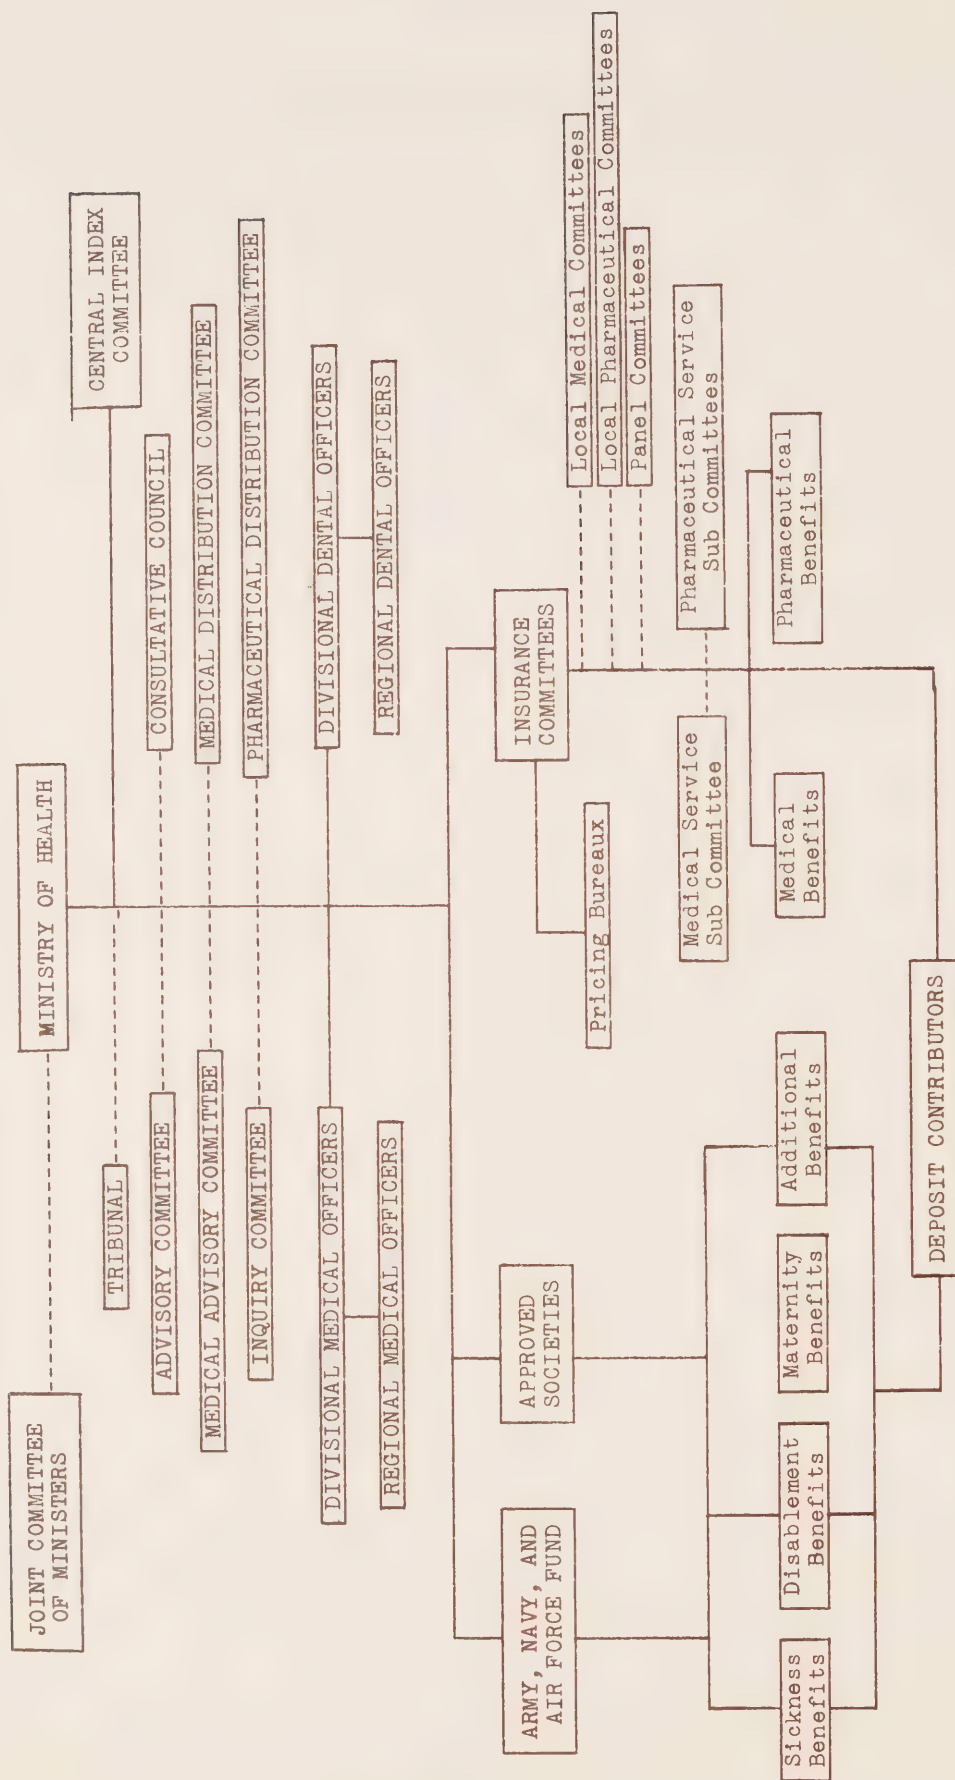 JOINT COMMITTEE
OF MINISTERS
MINISTRY OF HEALTH
CENTRAL INDEX
COMMITTEE
TRIBUNAL
ADVISORY COMMITTEE
CONSULTATIVE COUNCIL
MEDICAL ADVISORY COMMITTEE
MEDICAL DISTRIBUTION COMMITTEE
INQUIRY COMMITTEE
PHARMACEUTICAL DISTRIBUTION COMMITTEE
DIVISIONAL MEDICAL OFFICERS
DIVISIONAL DENTAL OFFICERS
REGIONAL MEDICAL OFFICERS
REGIONAL DENTAL OFFICERS
ARMY, NAVY, AND
AIR FORCE FUND
APPROVED
SOCIETIES
INSURANCE
COMMITTEES
Pricing Bureaux
Local Medical Committees
Local Pharmaceutical Committees
Panel Committees
Medical Service
Sub Committee
Pharmaceutical Service
Sub Committees
Sickness
Benefits
Disablement
Benefits
Maternity
Benefits
Additional
Benefits
Medical
Benefits
Pharmaceutical
Benefits
DEPOSIT CONTRIBUTORS